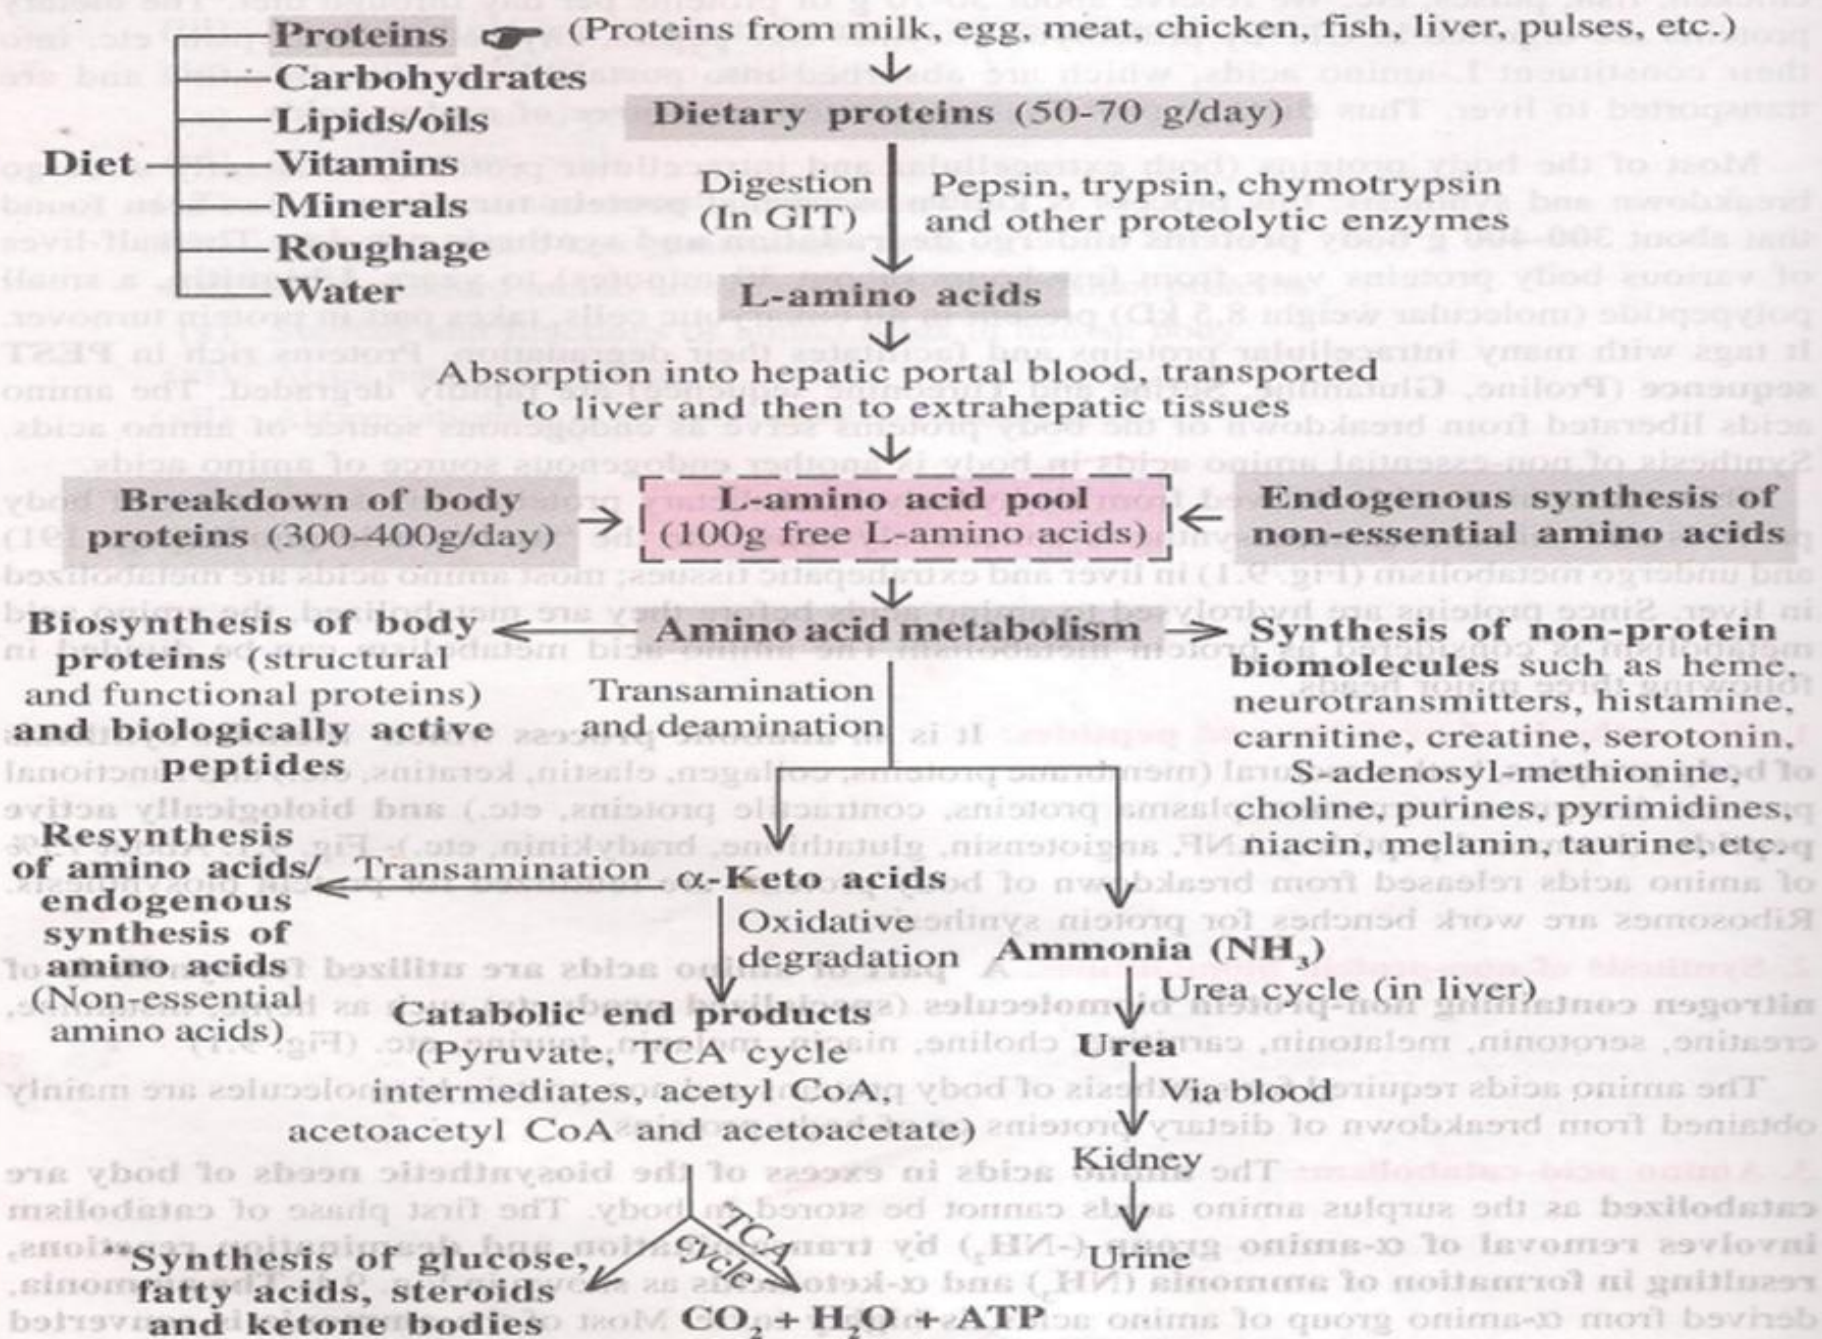 Proteins (Proteins from milk, egg, meat, chicken, fish, liver, pulses, etc.)
Carbohydrates
Lipids/oils
Diet
Vitamins
Minerals
Roughage
Water
Dietary proteins (50-70 g/day)
Digestion
(In GIT)
Pepsin, trypsin, chymotrypsin
and other proteolytic enzymes
L-amino acids
Absorption into hepatic portal blood, transported
to liver and then to extrahepatic tissues
Breakdown of body
proteins (300-400g/day)
L-amino acid pool
(100g free L-amino acids)
Endogenous synthesis of
non-essential amino acids
Amino acid metabolism
Biosynthesis of body
proteins (structural
and functional proteins)
and biologically active
peptides
Transamination
and deamination
Synthesis of non-protein
biomolecules such as heme,
neurotransmitters, histamine,
carnitine, creatine, serotonin,
S-adenosyl-methionine,
choline, purines, pyrimidines,
niacin, melanin, taurine, etc.
Resynthesis
of amino acids/
endogenous
synthesis of
amino acids
(Non-essential
amino acids)
Transamination
α-Keto acids
Oxidative
degradation
Ammonia (NH₃)
Urea cycle (in liver)
Urea
Via blood
Kidney
Urine
Catabolic end products
(Pyruvate, TCA cycle
intermediates, acetyl CoA,
acetoacetyl CoA and acetoacetate)
TCA
cycle
**Synthesis of glucose,
fatty acids, steroids
and ketone bodies
CO₂ + H₂O + ATP